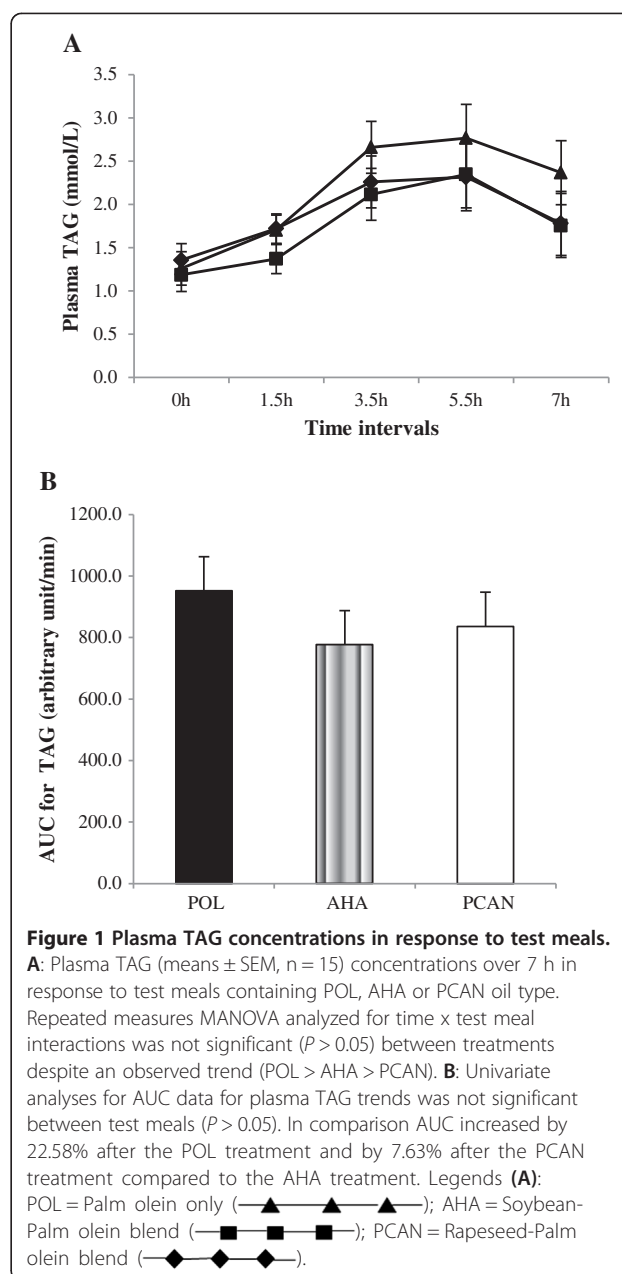 A
Plasma TAG (mmol/L)
3.5
3.0
2.5
2.0
1.5
1.0
0.5
0.0
0h 1.5h 3.5h 5.5h 7h
Time intervals
B
AUC for TAG (arbitrary unit/min)
1200.0
1000.0
800.0
600.0
400.0
200.0
0.0
POL AHA PCAN
Figure 1 Plasma TAG concentrations in response to test meals.
A: Plasma TAG (means ± SEM, n = 15) concentrations over 7 h in
response to test meals containing POL, AHA or PCAN oil type.
Repeated measures MANOVA analyzed for time x test meal
interactions was not significant (P > 0.05) between treatments
despite an observed trend (POL > AHA > PCAN). B: Univariate
analyses for AUC data for plasma TAG trends was not significant
between test meals (P > 0.05). In comparison AUC increased by
22.58% after the POL treatment and by 7.63% after the PCAN
treatment compared to the AHA treatment. Legends (A):
POL = Palm olein only (—▲—▲—▲—); AHA = Soybean-
Palm olein blend (—■—■—■—); PCAN = Rapeseed-Palm
olein blend (—◆—◆—◆—).